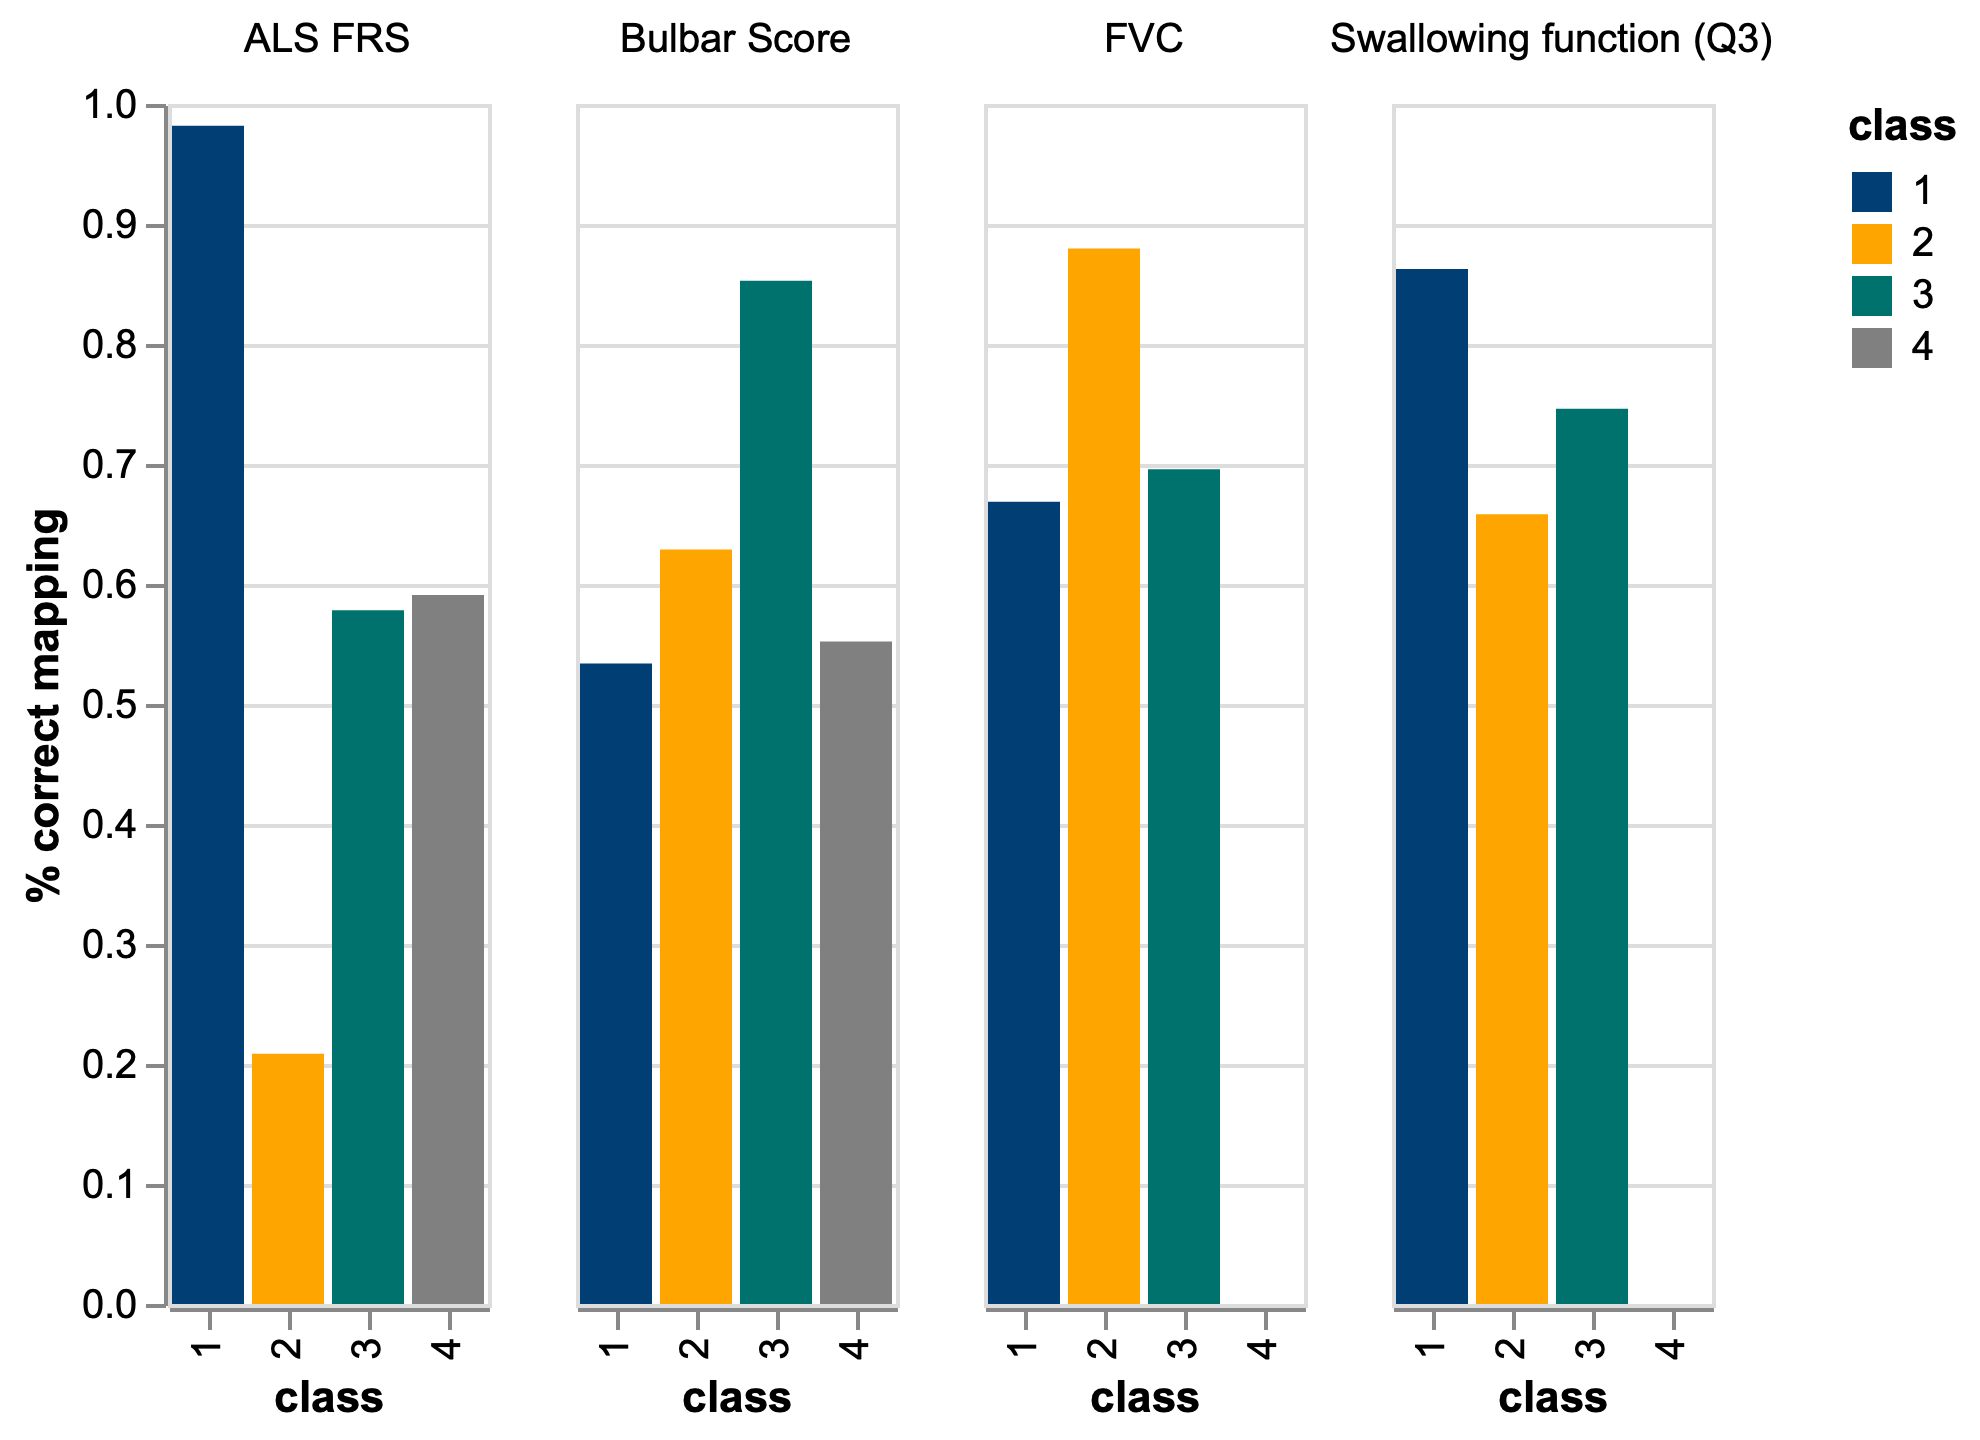 ALS FRS
Bulbar Score
FVC
Swallowing function (Q3)
% correct mapping
1.0
0.9
0.8
0.7
0.6
0.5
0.4
0.3
0.2
0.1
0.0
1 2 3 4
class
1 2 3 4
class
1 2 3 4
class
1 2 3 4
class
class
1
2
3
4